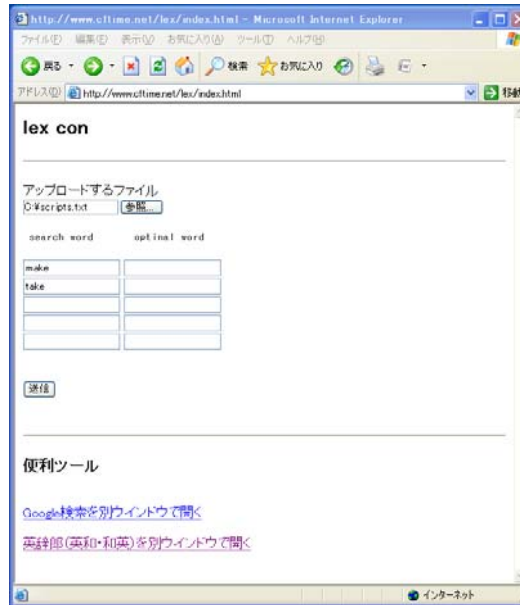 http://www.cltime.net/lex/index.html - Microsoft Internet Explorer
ファイル(F) 編集(E) 表示(V) お気に入り(A) ツール(T) ヘルプ(H)
戻る 検索 お気に入り
アドレス(D) http://www.cltime.net/lex/index.html 移動
lex con
アップロードするファイル
C:¥scripts.txt 参照...
search word optinal word
make
take
送信
便利ツール
Google検索を別ウインドウで開く
英辞郎(英和・和英)を別ウインドウで開く
インターネット